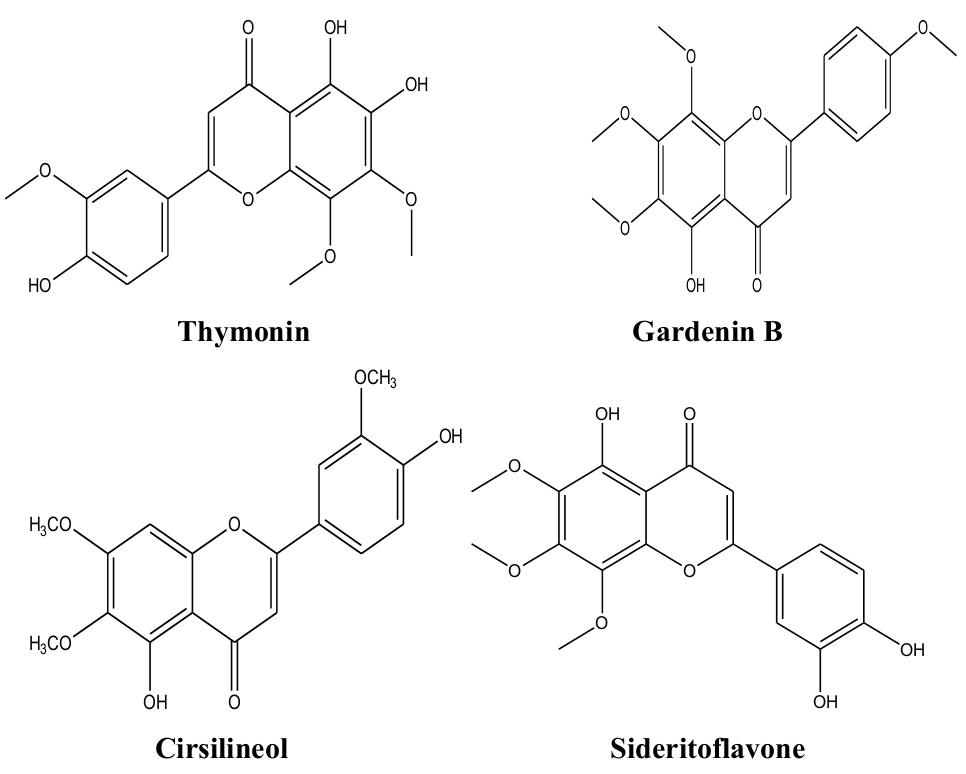 O OH
OH
O
O
O
HO
O
Thymonin
O
O
O
O
O
OH O
Gardenin B
OCH3
OH
H3CO
O
H3CO
OH O
Cirsilineol
OH O
O
O
O
O
OH
OH
Sideritoflavone